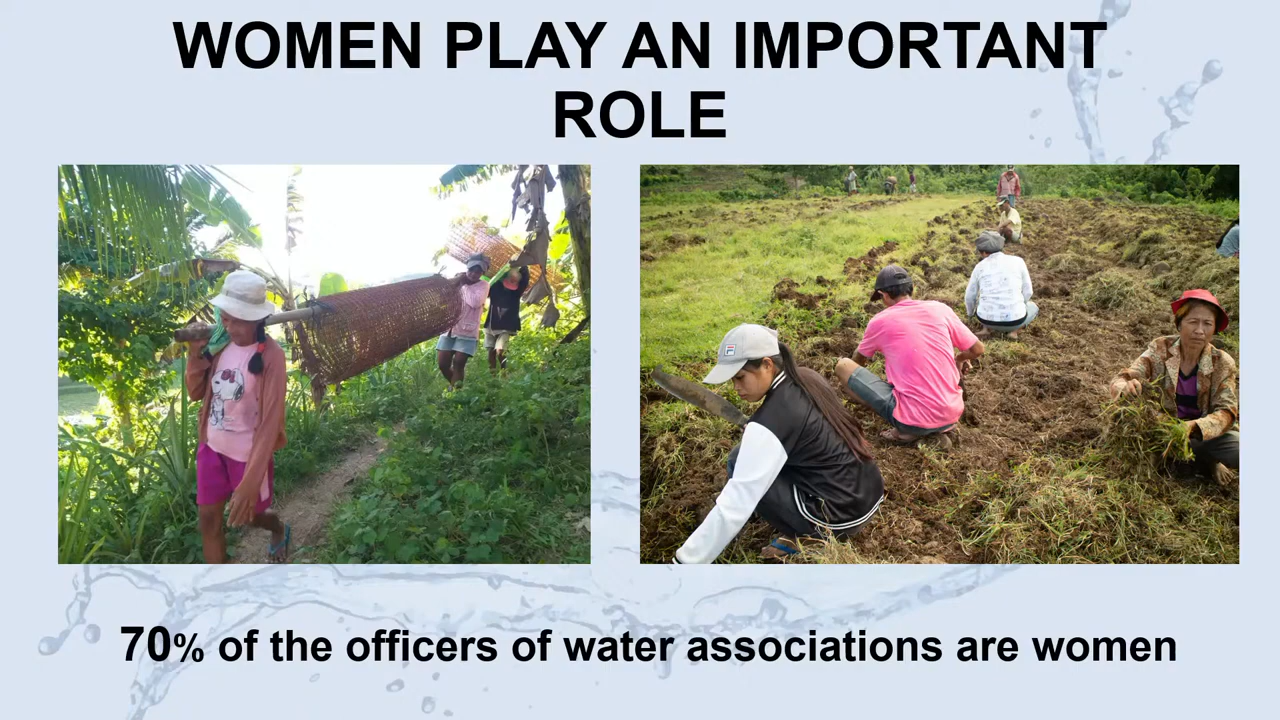 WOMEN PLAY AN IMPORTANT
ROLE
70% of the officers of water associations are women